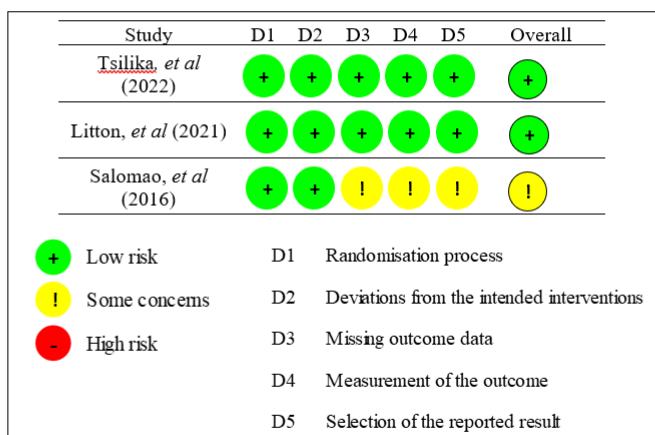 Study D1 D2 D3 D4 D5 Overall
Tsilika, et al
(2022)
+ + + + + +
Litton, et al (2021)
+ + + + + +
Salomao, et al
(2016)
+ + ! ! ! !
+ Low risk
! Some concerns
- High risk
D1 Randomisation process
D2 Deviations from the intended interventions
D3 Missing outcome data
D4 Measurement of the outcome
D5 Selection of the reported result